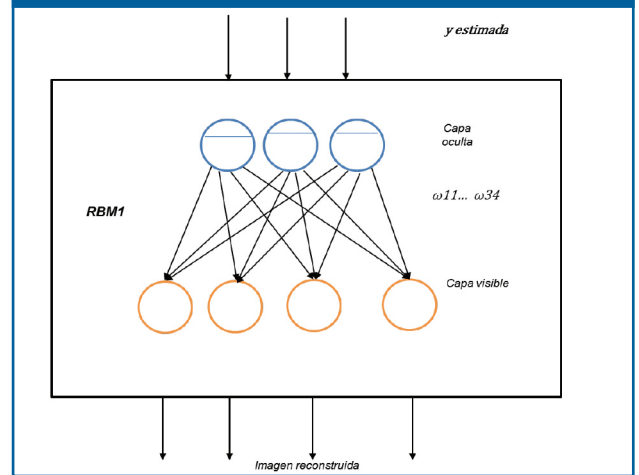 y estimada
Capa
oculta
ω11... ω34
RBM1
Capa visible
Imagen reconstruida